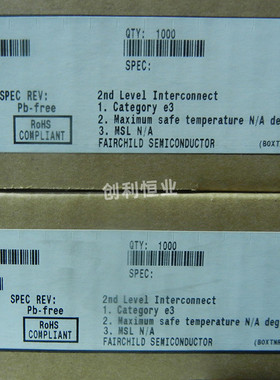 QTY: 1000
SPEC:
SPEC REV:
Pb-free
RoHS
COMPLIANT
2nd Level Interconnect
1. Category e3
2. Maximum safe temperature N/A deg
3. MSL N/A
FAIRCHILD SEMICONDUCTOR
(BOXTN
创利恒业
QTY: 1000
SPEC:
SPEC REV:
Pb-free
RoHS
COMPLIANT
2nd Level Interconnect
1. Category e3
2. Maximum safe temperature N/A deg
3. MSL N/A
FAIRCHILD SEMICONDUCTOR
(BOXTNR